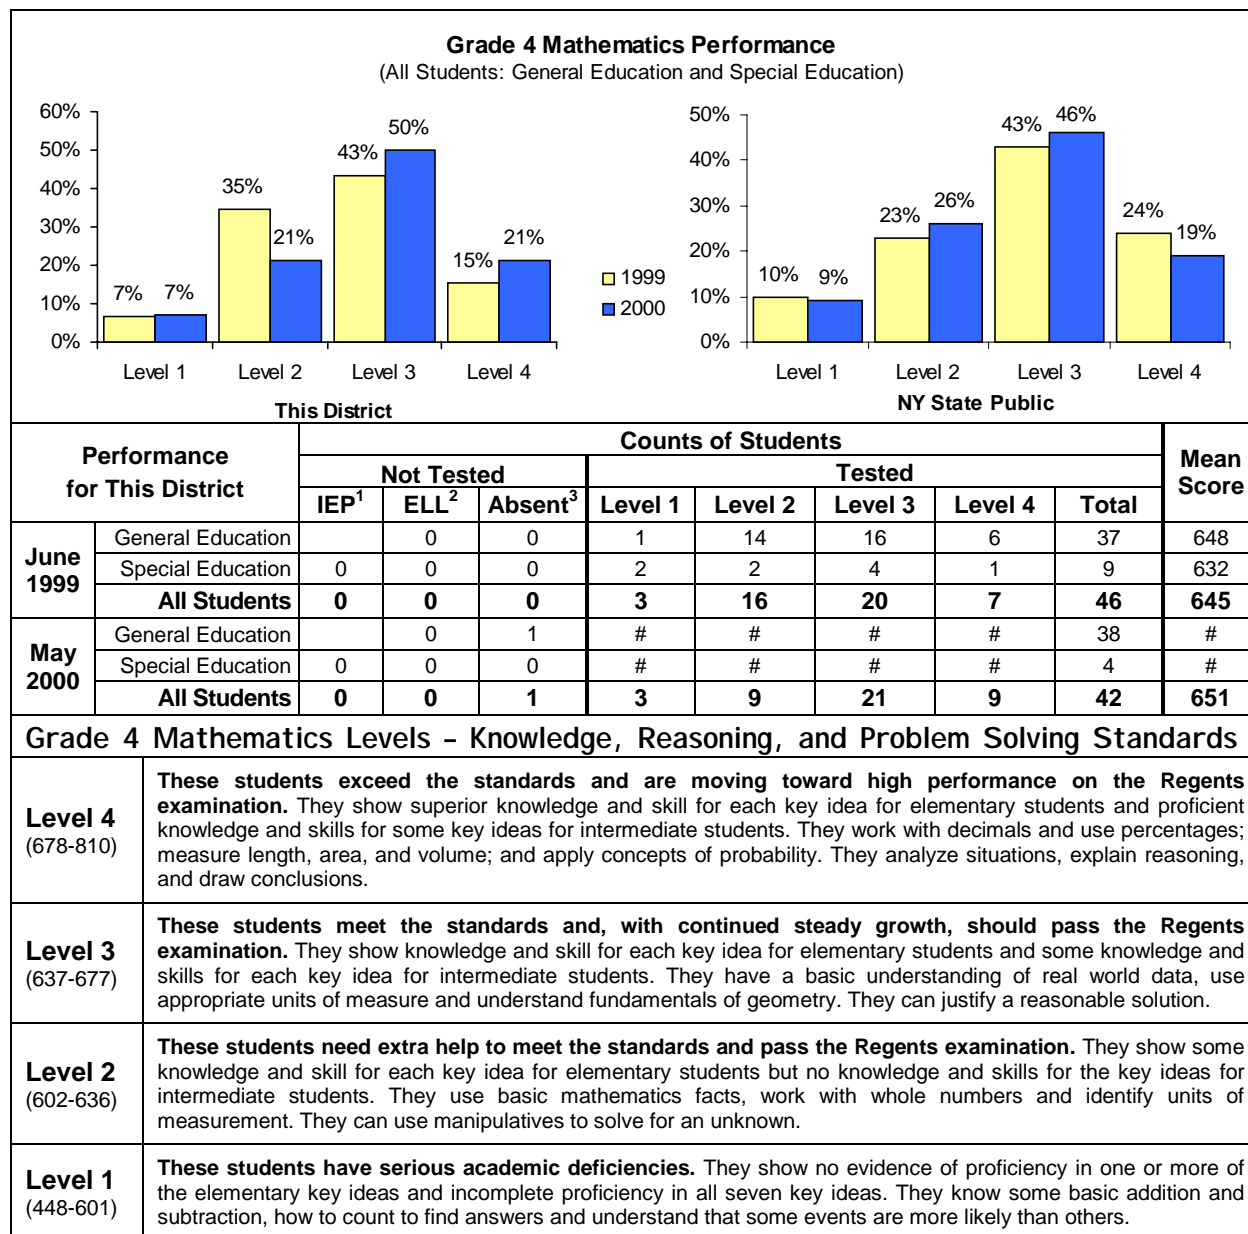 Grade 4 Mathematics Performance
(All Students: General Education and Special Education)
60%
50%
40%
30%
20%
10%
0%
7%
7%
35%
21%
43%
50%
15%
21%
Level 1
Level 2
Level 3
Level 4
This District
1999
2000
50%
40%
30%
20%
10%
0%
10%
9%
23%
26%
43%
46%
24%
19%
Level 1
Level 2
Level 3
Level 4
NY State Public
Performance for This District
Counts of Students
Mean Score
Not Tested
Tested
IEP1 ELL2 Absent3 Level 1 Level 2 Level 3 Level 4 Total
June 1999
General Education 0 0 1 14 16 6 37 648
Special Education 0 0 0 2 2 4 1 9 632
All Students 0 0 0 3 16 20 7 46 645
May 2000
General Education 0 1 # # # # 38 #
Special Education 0 0 0 # # # # 4 #
All Students 0 0 1 3 9 21 9 42 651
Grade 4 Mathematics Levels – Knowledge, Reasoning, and Problem Solving Standards
Level 4
(678-810)
These students exceed the standards and are moving toward high performance on the Regents
examination. They show superior knowledge and skill for each key idea for elementary students and proficient
knowledge and skills for some key ideas for intermediate students. They work with decimals and use percentages;
measure length, area, and volume; and apply concepts of probability. They analyze situations, explain reasoning,
and draw conclusions.
Level 3
(637-677)
These students meet the standards and, with continued steady growth, should pass the Regents
examination. They show knowledge and skill for each key idea for elementary students and some knowledge and
skills for each key idea for intermediate students. They have a basic understanding of real world data, use
appropriate units of measure and understand fundamentals of geometry. They can justify a reasonable solution.
Level 2
(602-636)
These students need extra help to meet the standards and pass the Regents examination. They show some
knowledge and skill for each key idea for elementary students but no knowledge and skills for the key ideas for
intermediate students. They use basic mathematics facts, work with whole numbers and identify units of
measurement. They can use manipulatives to solve for an unknown.
Level 1
(448-601)
These students have serious academic deficiencies. They show no evidence of proficiency in one or more of
the elementary key ideas and incomplete proficiency in all seven key ideas. They know some basic addition and
subtraction, how to count to find answers and understand that some events are more likely than others.